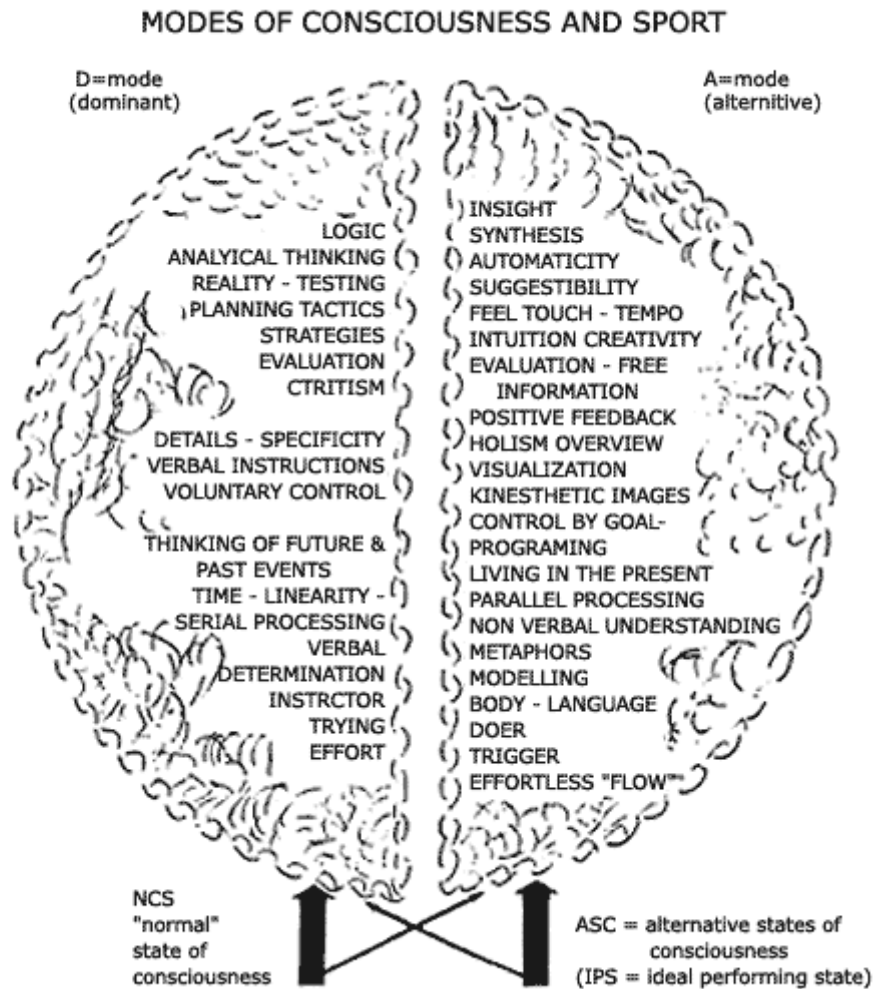 MODES OF CONSCIOUSNESS AND SPORT
D=mode
(dominant)
A=mode
(alternitive)
LOGIC
ANALYICAL THINKING
REALITY - TESTING
PLANNING TACTICS
STRATEGIES
EVALUATION
CTRITISM
DETAILS - SPECIFICITY
VERBAL INSTRUCTIONS
VOLUNTARY CONTROL
THINKING OF FUTURE &
PAST EVENTS
TIME - LINEARITY -
SERIAL PROCESSING
VERBAL
DETERMINATION
INSTRCTOR
TRYING
EFFORT
INSIGHT
SYNTHESIS
AUTOMATICITY
SUGGESTIBILITY
FEEL TOUCH - TEMPO
INTUITION CREATIVITY
EVALUATION - FREE
INFORMATION
POSITIVE FEEDBACK
HOLISM OVERVIEW
VISUALIZATION
KINESTHETIC IMAGES
CONTROL BY GOAL-
PROGRAMING
LIVING IN THE PRESENT
PARALLEL PROCESSING
NON VERBAL UNDERSTANDING
METAPHORS
MODELLING
BODY - LANGUAGE
DOER
TRIGGER
EFFORTLESS "FLOW"
NCS
"normal"
state of
consciousness
ASC = alternative states of
consciousness
(IPS = ideal performing state)